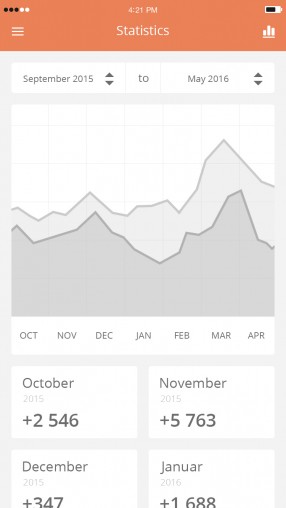 4:21 PM
Statistics
September 2015 to May 2016
OCT NOV DEC JAN FEB MAR APR
October November
2015 2015
+2 546 +5 763
December Januar
2015 2016
+347 +1 688